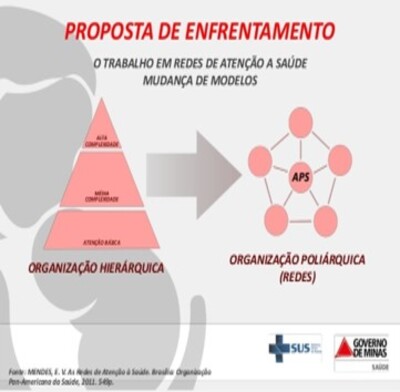 PROPOSTA DE ENFRENTAMENTO
O TRABALHO EM REDES DE ATENÇÃO A SAÚDE
MUDANÇA DE MODELOS
ALTA
COMPLEXIDADE
MÉDIA
COMPLEXIDADE
ATENÇÃO BÁSICA
ORGANIZAÇÃO HIERÁRQUICA
APS
ORGANIZAÇÃO POLIÁRQUICA
(REDES)
SUS
GOVERNO
DE MINAS
SAÚDE
Fonte: MENDES, E. V. As Redes de Atenção à Saúde. Brasília: Organização
Pan-Americana da Saúde, 2011. 549p.